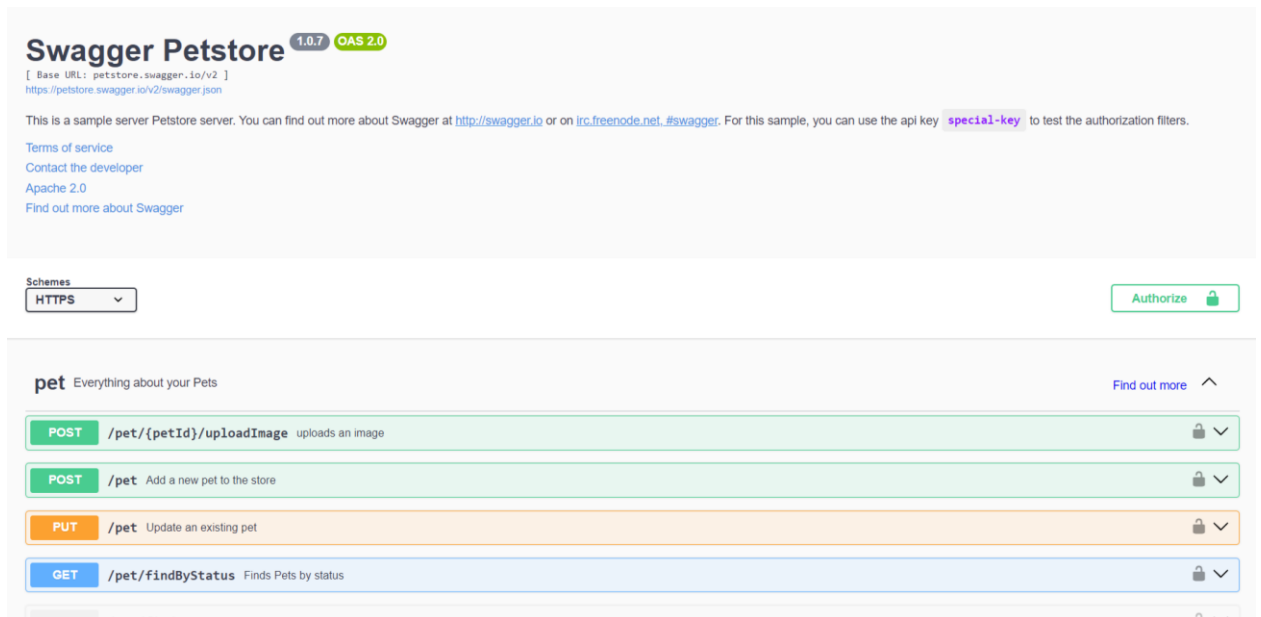 Swagger Petstore 1.0.7 OAS 2.0
[ Base URL: petstore.swagger.io/v2 ]
https://petstore.swagger.io/v2/swagger.json
This is a sample server Petstore server. You can find out more about Swagger at http://swagger.io or on irc.freenode.net, #swagger. For this sample, you can use the api key special-key to test the authorization filters.
Terms of service
Contact the developer
Apache 2.0
Find out more about Swagger
Schemes
HTTPS
Authorize
pet Everything about your Pets Find out more
POST /pet/{petId}/uploadImage uploads an image
POST /pet Add a new pet to the store
PUT /pet Update an existing pet
GET /pet/findByStatus Finds Pets by status